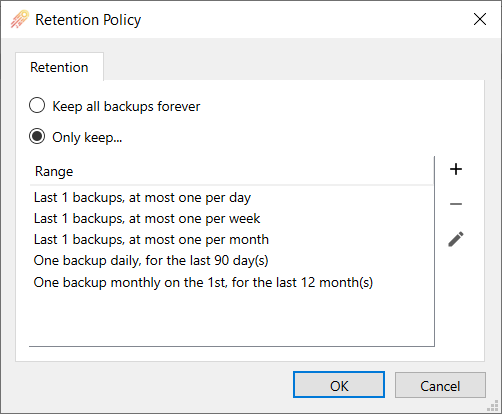 Retention Policy
Retention
Keep all backups forever
Only keep...
Range
Last 1 backups, at most one per day
Last 1 backups, at most one per week
Last 1 backups, at most one per month
One backup daily, for the last 90 day(s)
One backup monthly on the 1st, for the last 12 month(s)
OK
Cancel